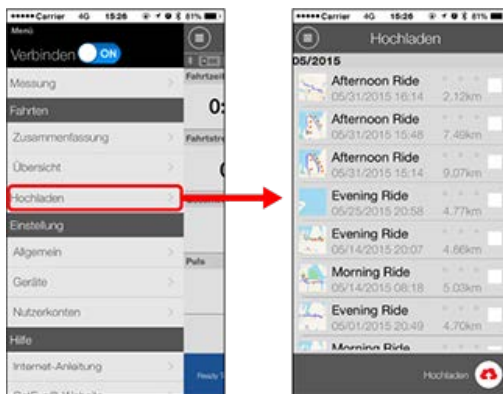 •••••Carrier 4G 15:26 81%
Menü
Verbinden ON
Messung
Fahrten
Zusammenfassung
Übersicht
Hochladen
Einstellung
Allgemein
Geräte
Nutzerkonten
Hilfe
Internet-Anleitung
Fahrtzeit
0:
Fahrtstre
Puls
Ready T
•••••Carrier 4G 15:26 81%
Hochladen
05/2015
Afternoon Ride
05/31/2015 16:14 2.12km
Afternoon Ride
05/31/2015 15:48 7.49km
Afternoon Ride
05/31/2015 15:14 9.07km
Evening Ride
05/25/2015 20:58 4.77km
Evening Ride
05/14/2015 20:07 4.66km
Morning Ride
05/14/2015 08:18 5.03km
Evening Ride
05/01/2015 20:49 4.70km
Morning Ride
Hochladen